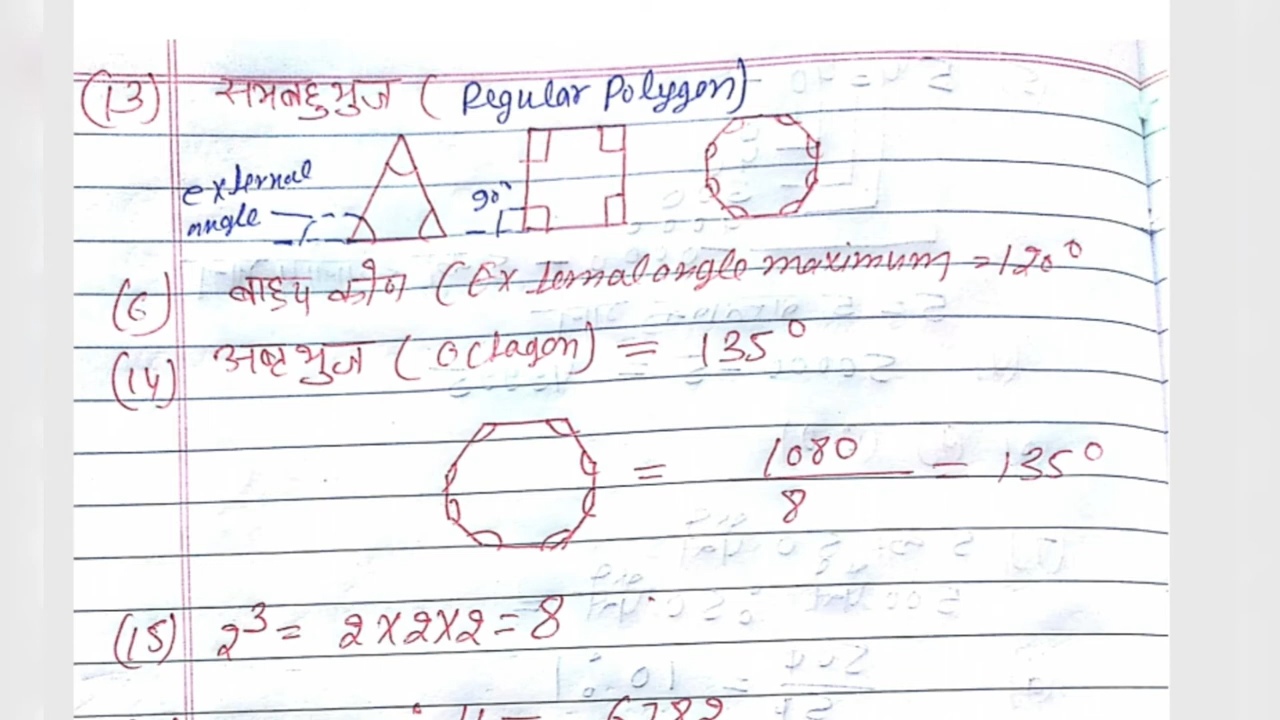 (13) समबहुभुज ( Regular Polygon)
external
angle
90°
(6) बाह्य कोण (External angle maximum = 120°
(14) अष्टभुज ( Octagon) = 135°
= 1080/8 = 135°
(15) 2³ = 2×2×2 = 8